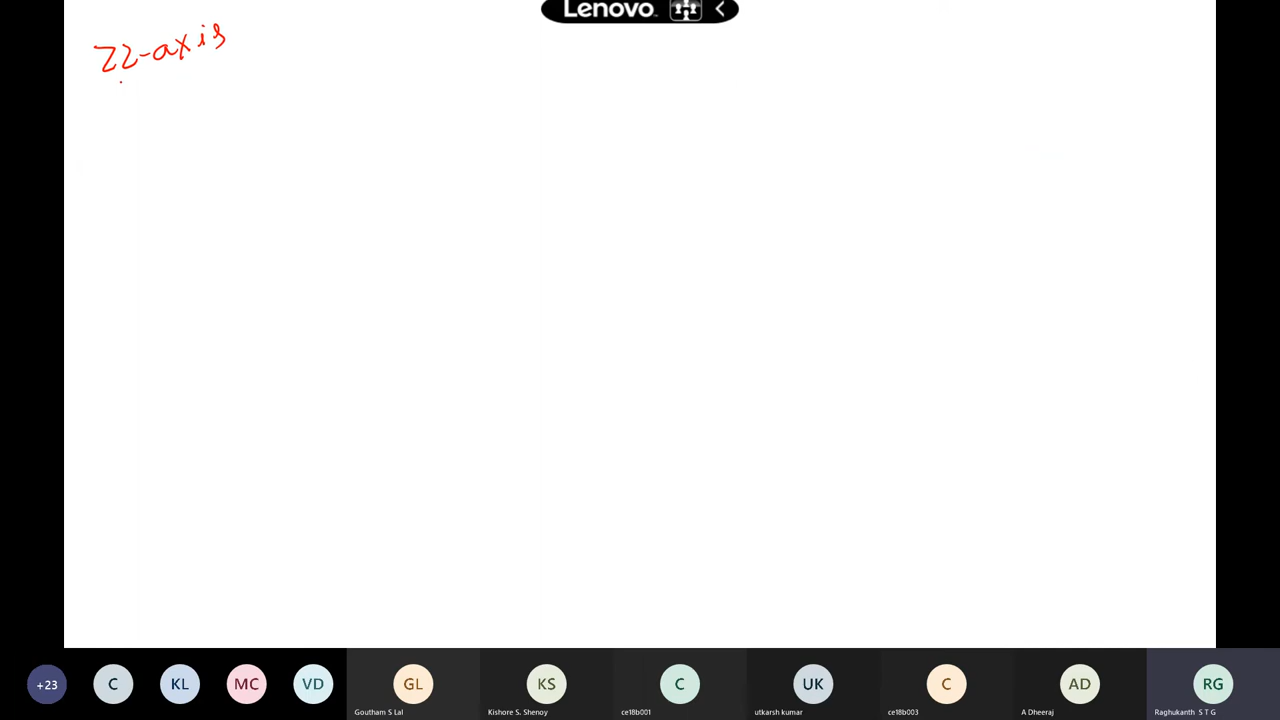 Lenovo
ZZ-axis
+23 C KL MC VD GL KS C UK C AD RG
Goutham S Lal Kishore S. Shenoy ce18b001 utkarsh kumar ce18b003 A Dheeraj Raghukanth S T G